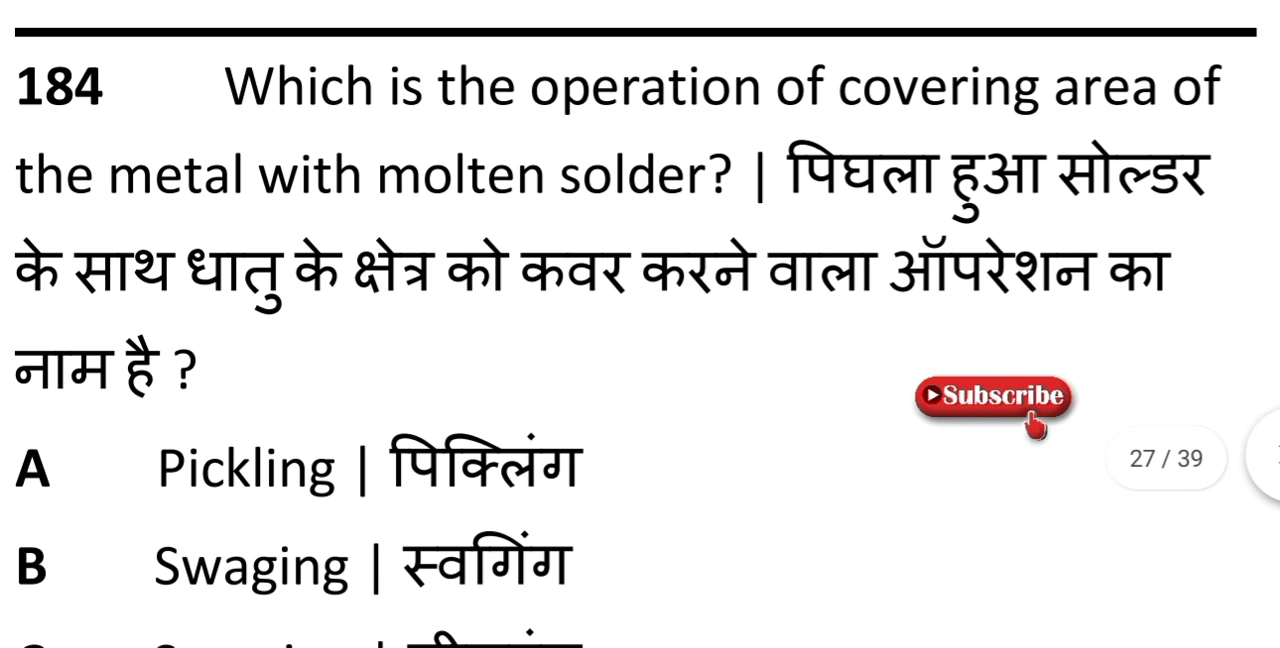 184 Which is the operation of covering area of
the metal with molten solder? | पिघला हुआ सोल्डर
के साथ धातु के क्षेत्र को कवर करने वाला ऑपरेशन का
नाम है ?
Subscribe
27 / 39
A Pickling | पिक्लिंग
B Swaging | स्वगिंग